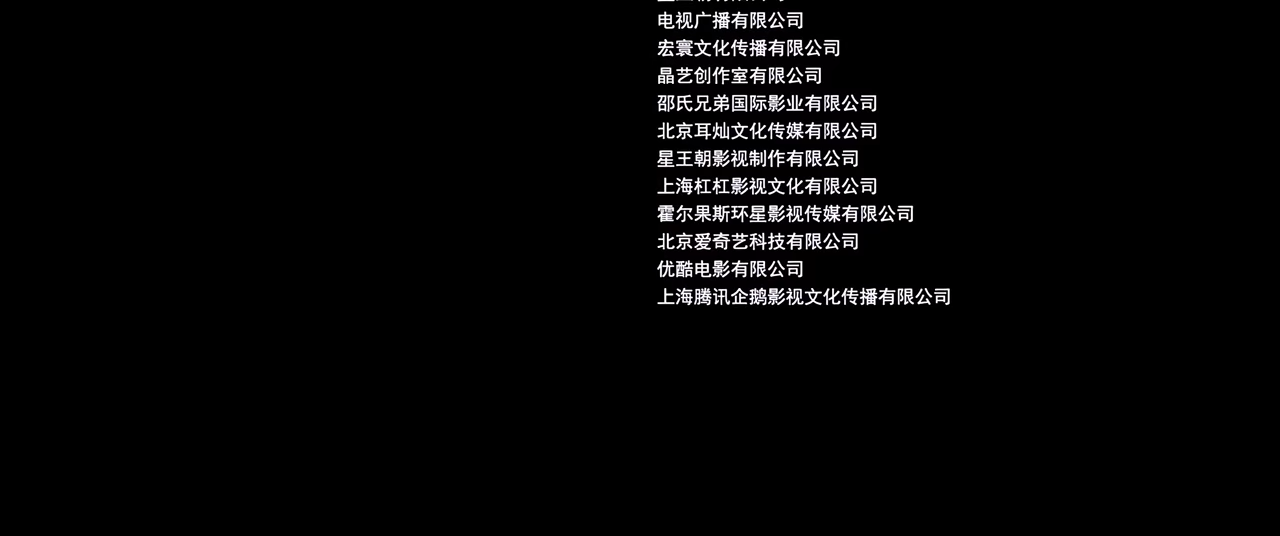 电视广播有限公司
宏寰文化传播有限公司
晶艺创作室有限公司
邵氏兄弟国际影业有限公司
北京耳灿文化传媒有限公司
星王朝影视制作有限公司
上海杠杠影视文化有限公司
霍尔果斯环星影视传媒有限公司
北京爱奇艺科技有限公司
优酷电影有限公司
上海腾讯企鹅影视文化传播有限公司